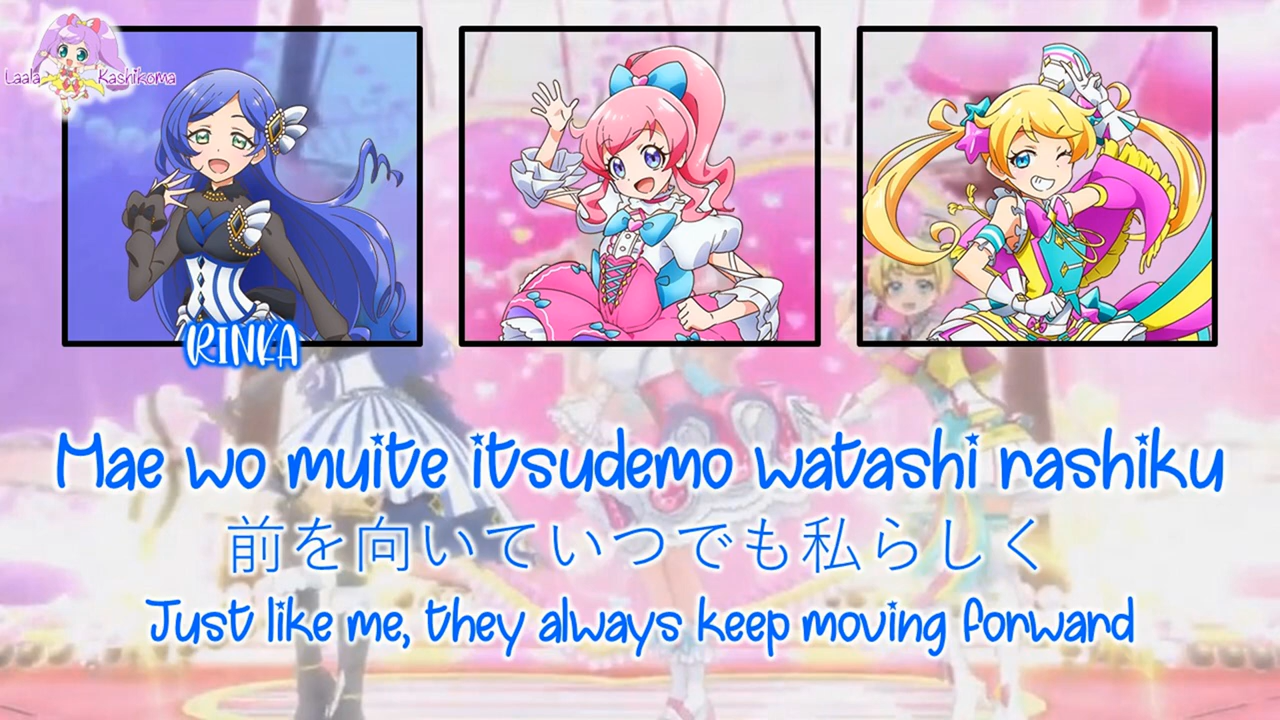 Laala Kashikoma
RINKA
Mae wo muite itsudemo watashi rashiku
前を向いていつでも私らしく
Just like me, they always keep moving forward